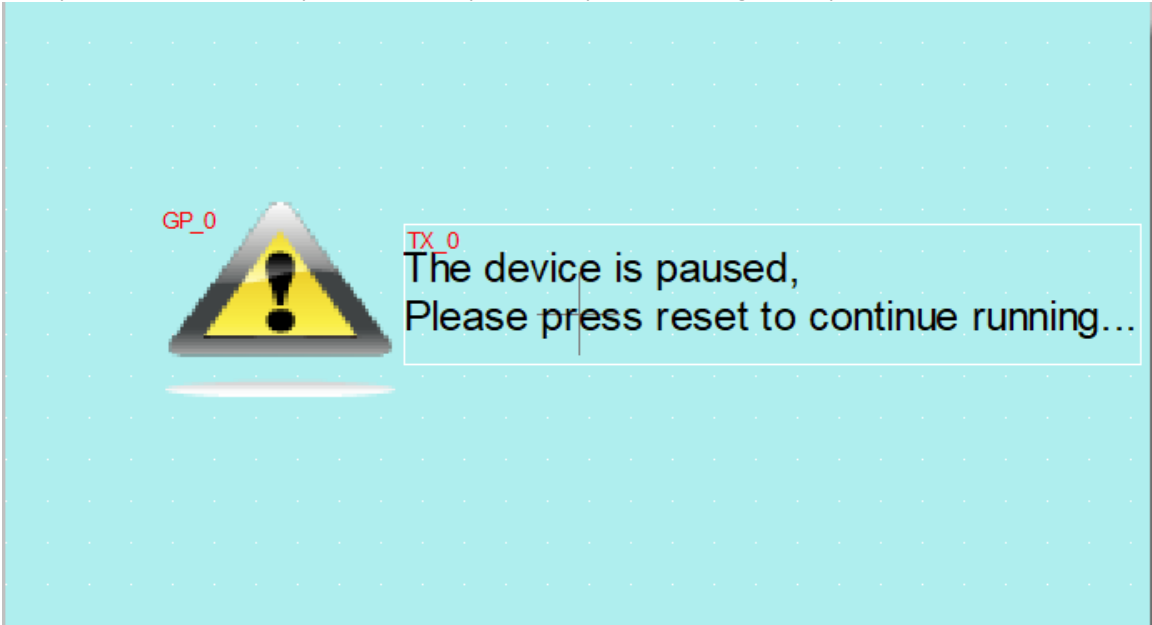 GP_0
TX_0
The device is paused,
Please press reset to continue running...